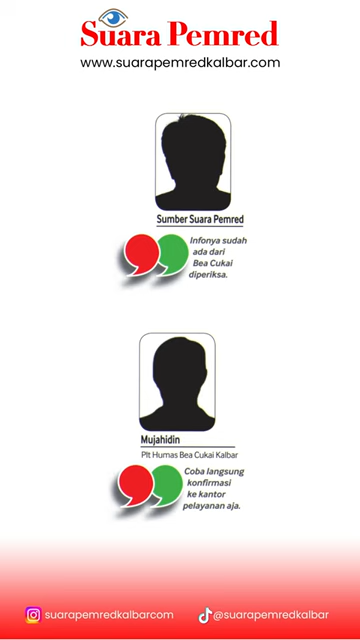 Suara Pemred
www.suarapemredkalbar.com
Sumber Suara Pemred
Infonya sudah
ada dari
Bea Cukai
diperiksa.
Mujahidin
Plt Humas Bea Cukai Kalbar
Coba langsung
konfirmasi
ke kantor
pelayanan aja.
suarapemredkalbarcom
@suarapemredkalbar